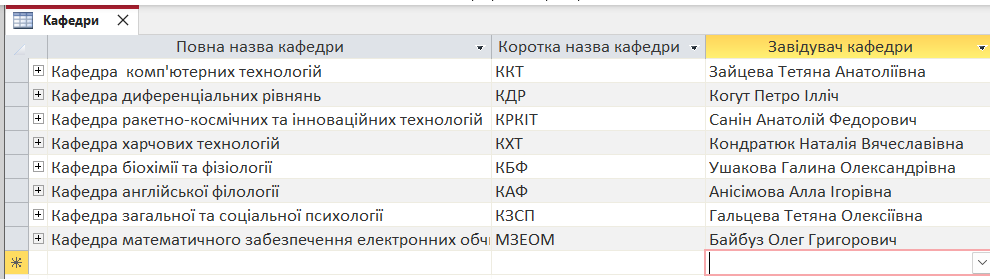 Кафедри
Повна назва кафедри Коротка назва кафедри Завідувач кафедри
Кафедра комп'ютерних технологій ККТ Зайцева Тетяна Анатоліївна
Кафедра диференціальних рівнянь КДР Когут Петро Ілліч
Кафедра ракетно-космічних та інноваційних технологій КРКІТ Санін Анатолій Федорович
Кафедра харчових технологій КХТ Кондратюк Наталія Вячеславівна
Кафедра біохімії та фізіології КБФ Ушакова Галина Олександрівна
Кафедра англійської філології КАФ Анісімова Алла Ігорівна
Кафедра загальної та соціальної психології КЗСП Гальцева Тетяна Олексіївна
Кафедра математичного забезпечення електронних МЗЕОМ Байбуз Олег Григорович